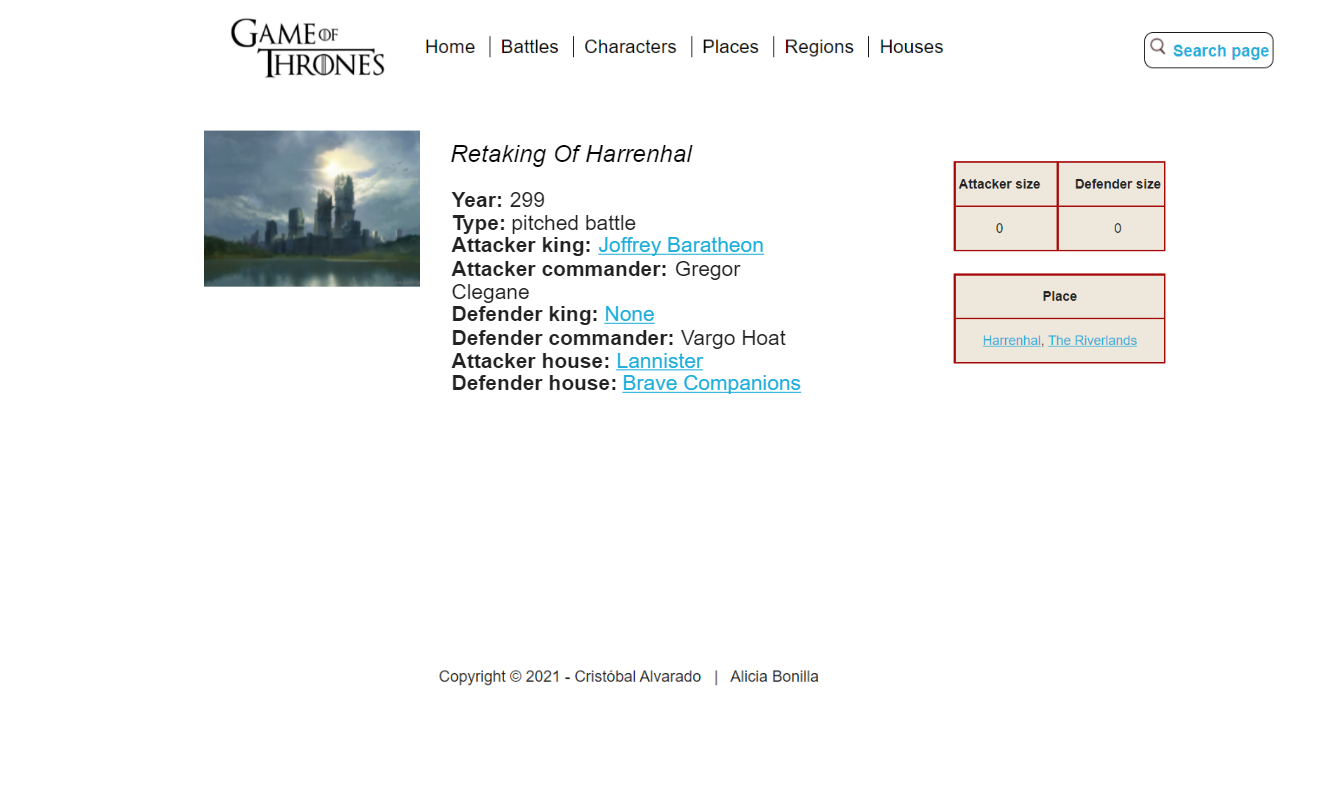 GAME OF
THRONES
Home | Battles | Characters | Places | Regions | Houses
Search page
Retaking Of Harrenhal
Year: 299
Type: pitched battle
Attacker king: Joffrey Baratheon
Attacker commander: Gregor
Clegane
Defender king: None
Defender commander: Vargo Hoat
Attacker house: Lannister
Defender house: Brave Companions
Attacker size Defender size
0 0
Place
Harrenhal, The Riverlands
Copyright © 2021 - Cristóbal Alvarado | Alicia Bonilla